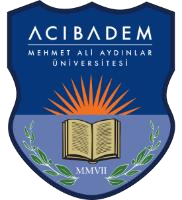 ACIBADEM
MEHMET ALİ AYDINLAR
ÜNİVERSİTESİ
MMVII